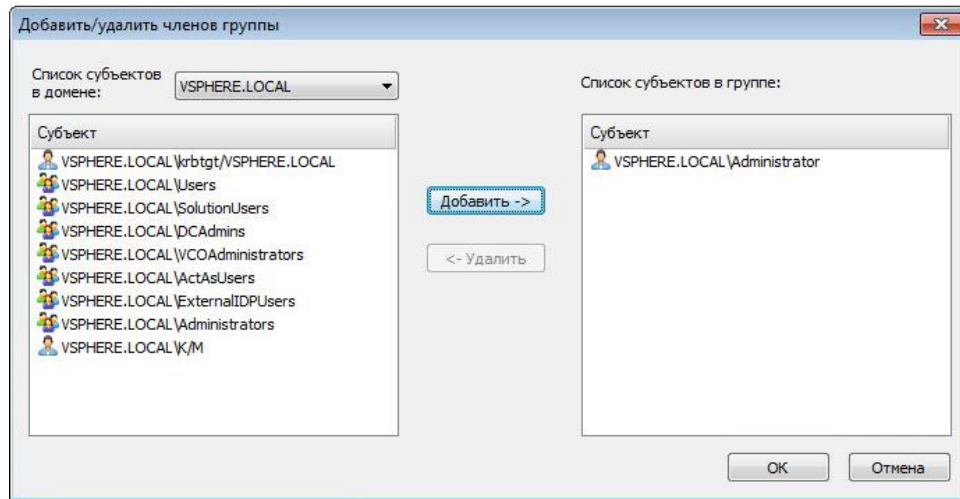 Добавить/удалить членов группы
Список субъектов
в домене:
VSPHERE.LOCAL
Субъект
VSPHERE.LOCAL\krbtgt/VSPHERE.LOCAL
VSPHERE.LOCAL\Users
VSPHERE.LOCAL\SolutionUsers
VSPHERE.LOCAL\DCAdmins
VSPHERE.LOCAL\VCOAdministrators
VSPHERE.LOCAL\ActAsUsers
VSPHERE.LOCAL\ExternalIDPUsers
VSPHERE.LOCAL\Administrators
VSPHERE.LOCAL\K/M
Добавить ->
<- Удалить
Список субъектов в группе:
Субъект
VSPHERE.LOCAL\Administrator
OK
Отмена